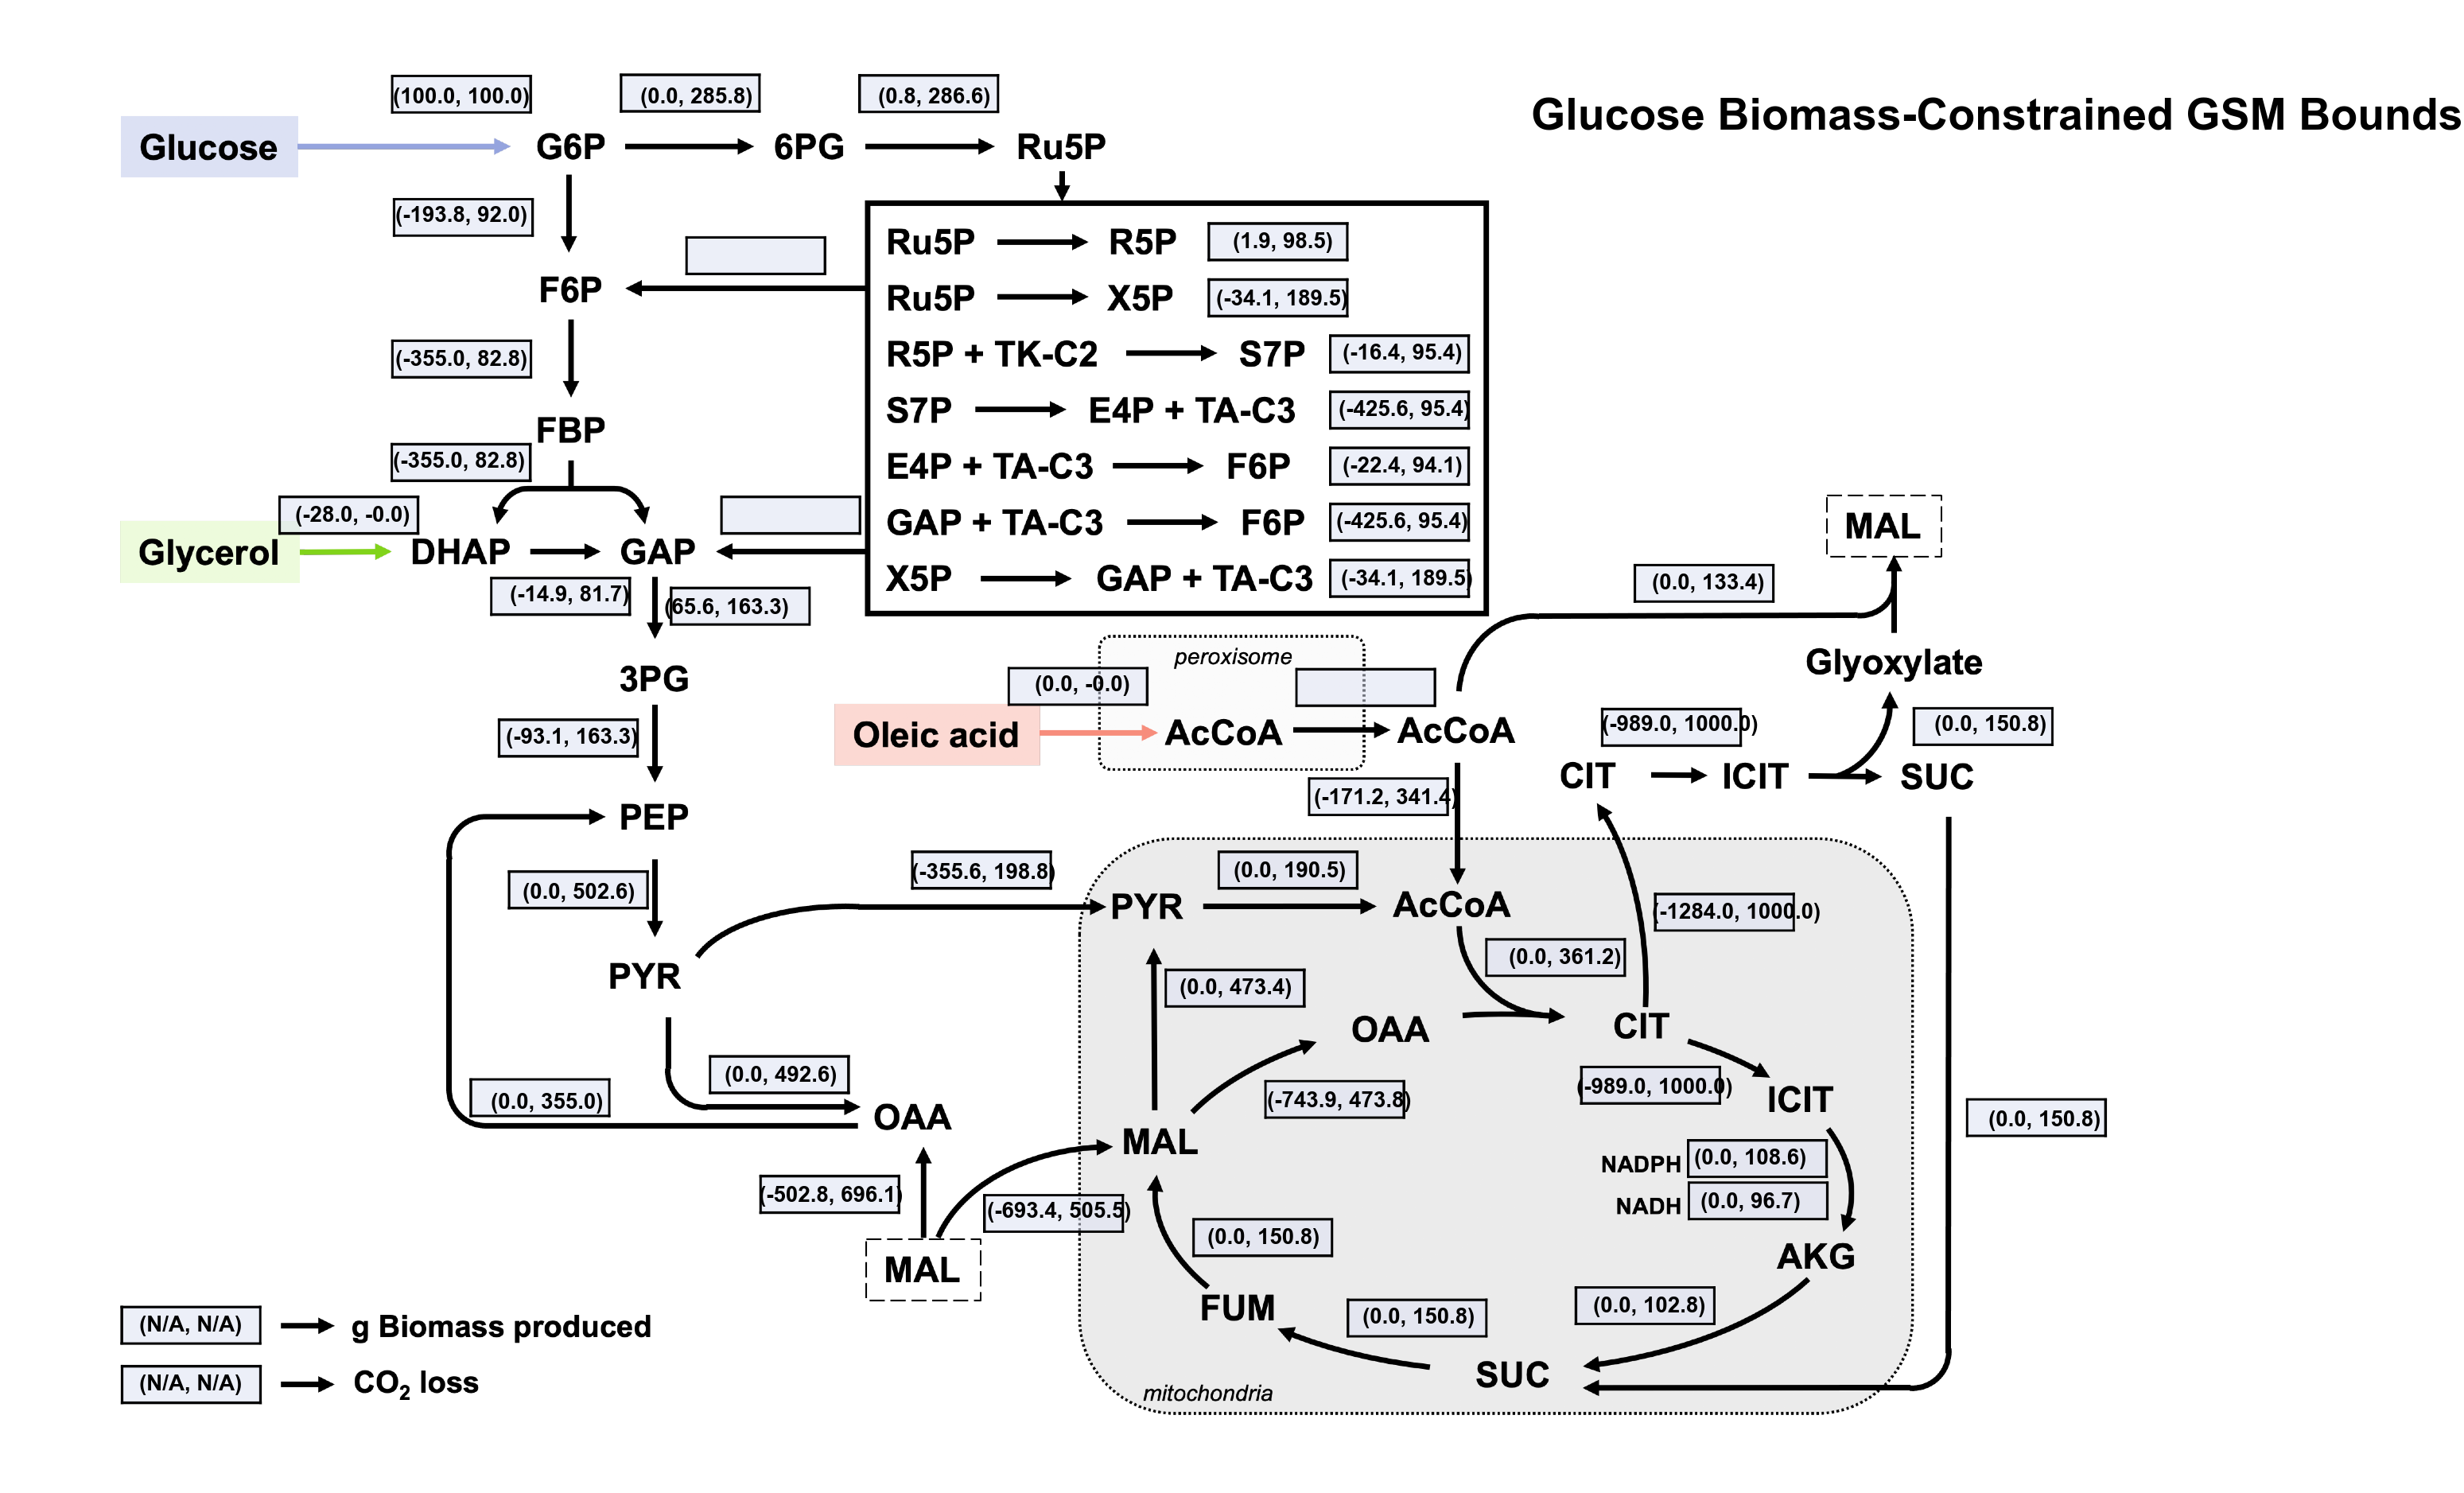 Glucose Biomass-Constrained GSM Bounds
(100.0, 100.0)
(0.0, 285.8)
(0.8, 286.6)
Glucose
G6P
6PG
Ru5P
(-193.8, 92.0)
F6P
(-355.0, 82.8)
FBP
(-355.0, 82.8)
(-28.0, -0.0)
Glycerol
DHAP
GAP
(-14.9, 81.7)
(65.6, 163.3)
Ru5P R5P (1.9, 98.5)
Ru5P X5P (-34.1, 189.5)
R5P + TK-C2 S7P (-16.4, 95.4)
S7P E4P + TA-C3 (-425.6, 95.4)
E4P + TA-C3 F6P (-22.4, 94.1)
GAP + TA-C3 F6P (-425.6, 95.4)
X5P GAP + TA-C3 (-34.1, 189.5)
MAL
(0.0, 133.4)
Glyoxylate
3PG
peroxisome
(0.0, -0.0)
Oleic acid
AcCoA
AcCoA
(-93.1, 163.3)
(-989.0, 1000.0)
(0.0, 150.8)
CIT
ICIT
SUC
(-171.2, 341.4)
PEP
(0.0, 502.6)
(-355.6, 198.8)
(0.0, 190.5)
PYR
AcCoA
(-1284.0, 1000.0)
(0.0, 361.2)
PYR
(0.0, 473.4)
OAA
CIT
(0.0, 492.6)
(0.0, 355.0)
OAA
(-743.9, 473.8)
(-989.0, 1000.0)
ICIT
(0.0, 150.8)
MAL
NADPH (0.0, 108.6)
NADH (0.0, 96.7)
(-502.8, 696.1)
(-693.4, 505.5)
(0.0, 150.8)
AKG
MAL
FUM
(0.0, 150.8)
(0.0, 102.8)
SUC
mitochondria
(N/A, N/A) g Biomass produced
(N/A, N/A) CO₂ loss